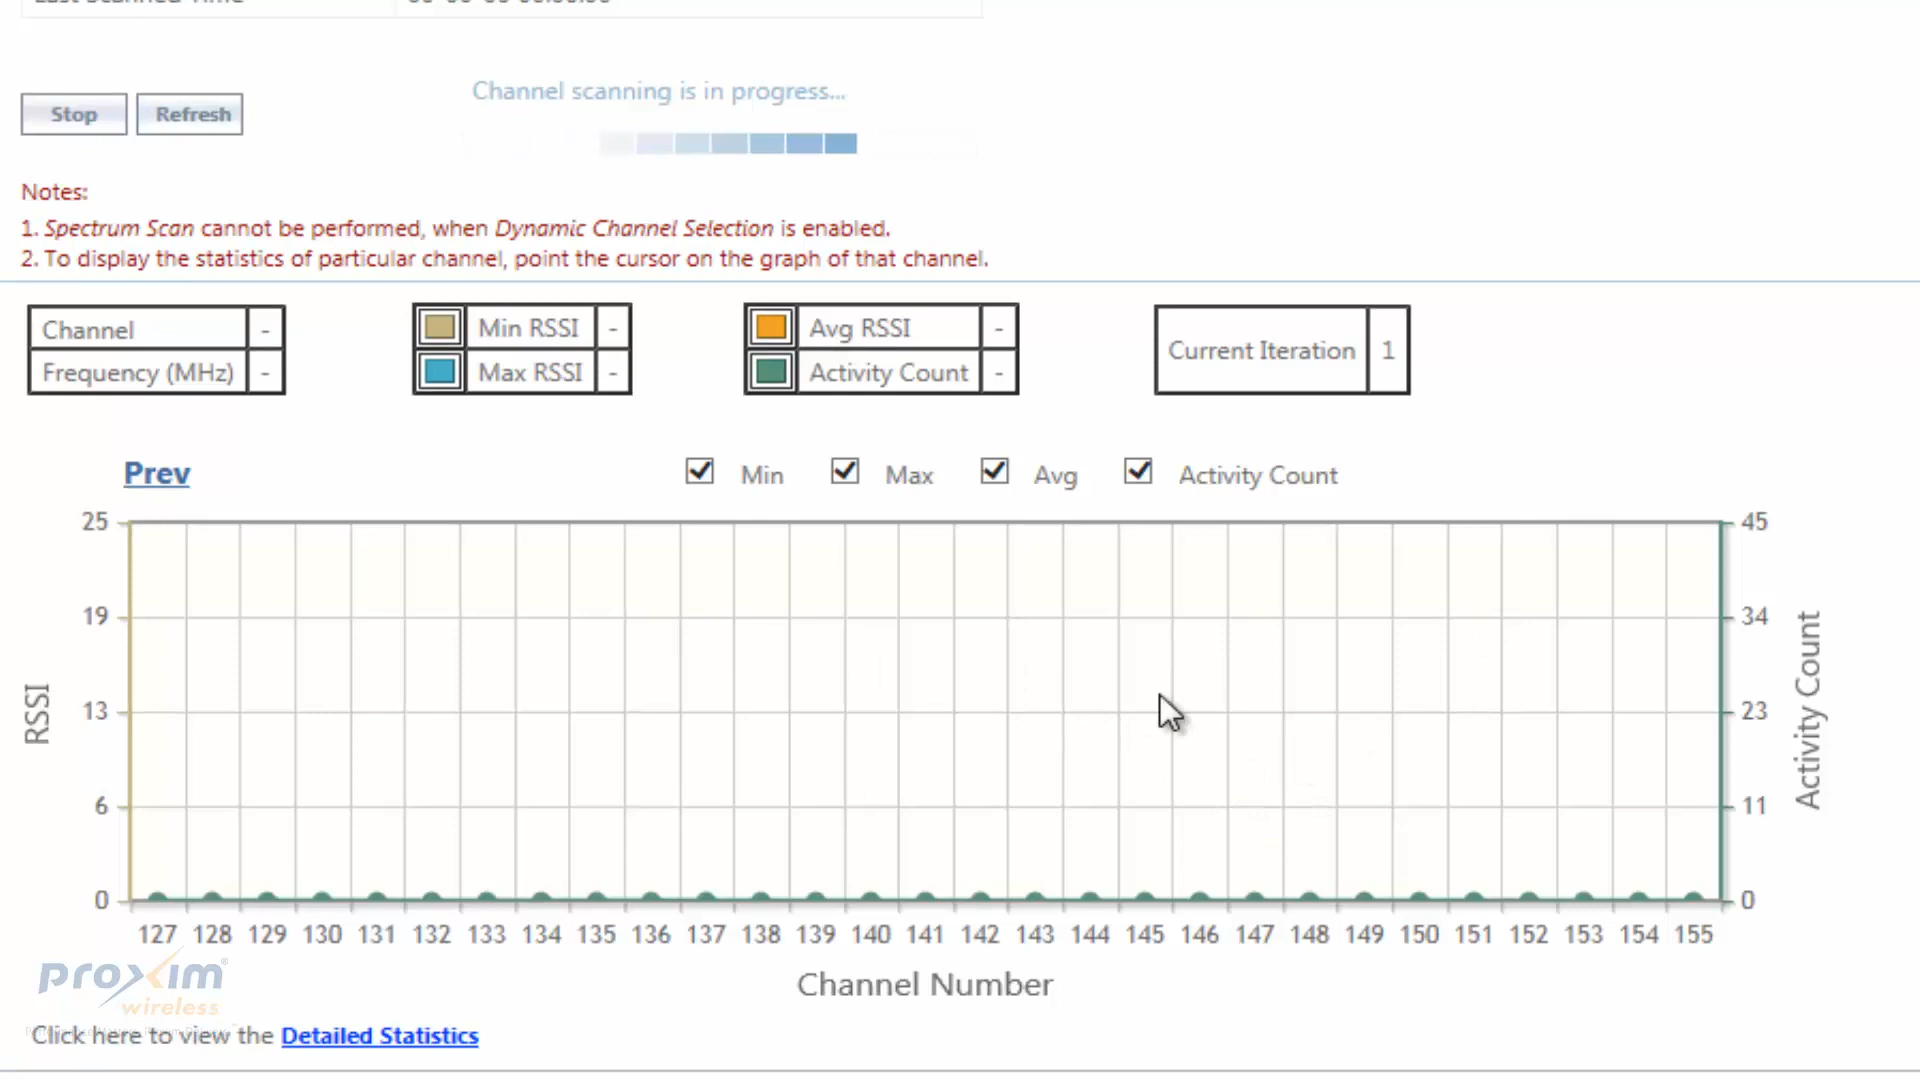 Last Scanned Time
Channel scanning is in progress...
Stop Refresh
Notes:
1. Spectrum Scan cannot be performed, when Dynamic Channel Selection is enabled.
2. To display the statistics of particular channel, point the cursor on the graph of that channel.
Channel - Min RSSI - Avg RSSI - Current Iteration 1
Frequency (MHz) - Max RSSI - Activity Count -
Prev Min Max Avg Activity Count
25 45
19 34
RSSI 13 23 Activity Count
6 11
0 0
127 128 129 130 131 132 133 134 135 136 137 138 139 140 141 142 143 144 145 146 147 148 149 150 151 152 153 154 155
Channel Number
proxim®
wireless
Click here to view the Detailed Statistics